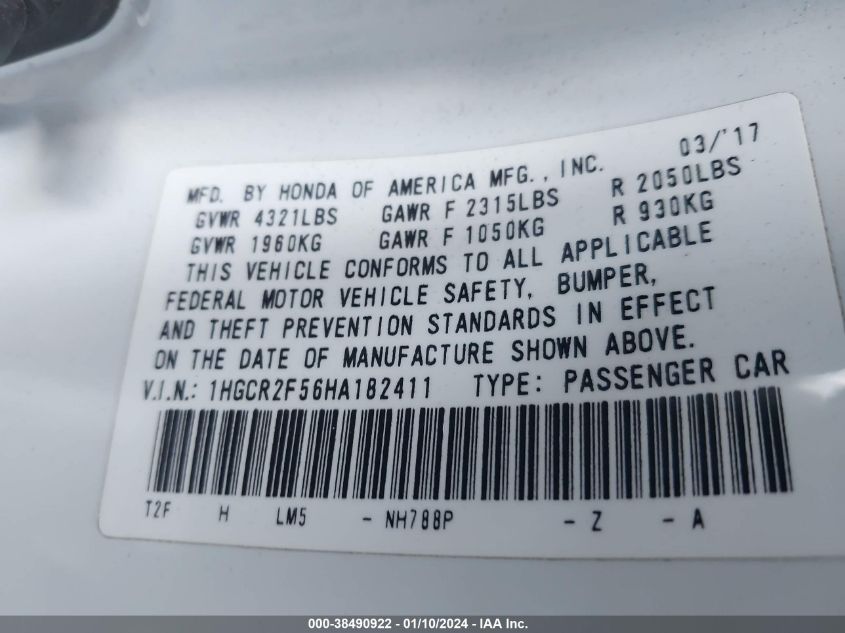 MFD. BY HONDA OF AMERICA MFG., INC. 03/'17
GVWR 4321LBS GAWR F 2315LBS R 2050LBS
GVWR 1960KG GAWR F 1050KG R 930KG
THIS VEHICLE CONFORMS TO ALL APPLICABLE
FEDERAL MOTOR VEHICLE SAFETY, BUMPER,
AND THEFT PREVENTION STANDARDS IN EFFECT
ON THE DATE OF MANUFACTURE SHOWN ABOVE.
V.I.N.: 1HGCR2F56HA182411 TYPE: PASSENGER CAR
T2F H LM5 - NH788P - Z - A
000-38490922 - 01/10/2024 - IAA Inc.